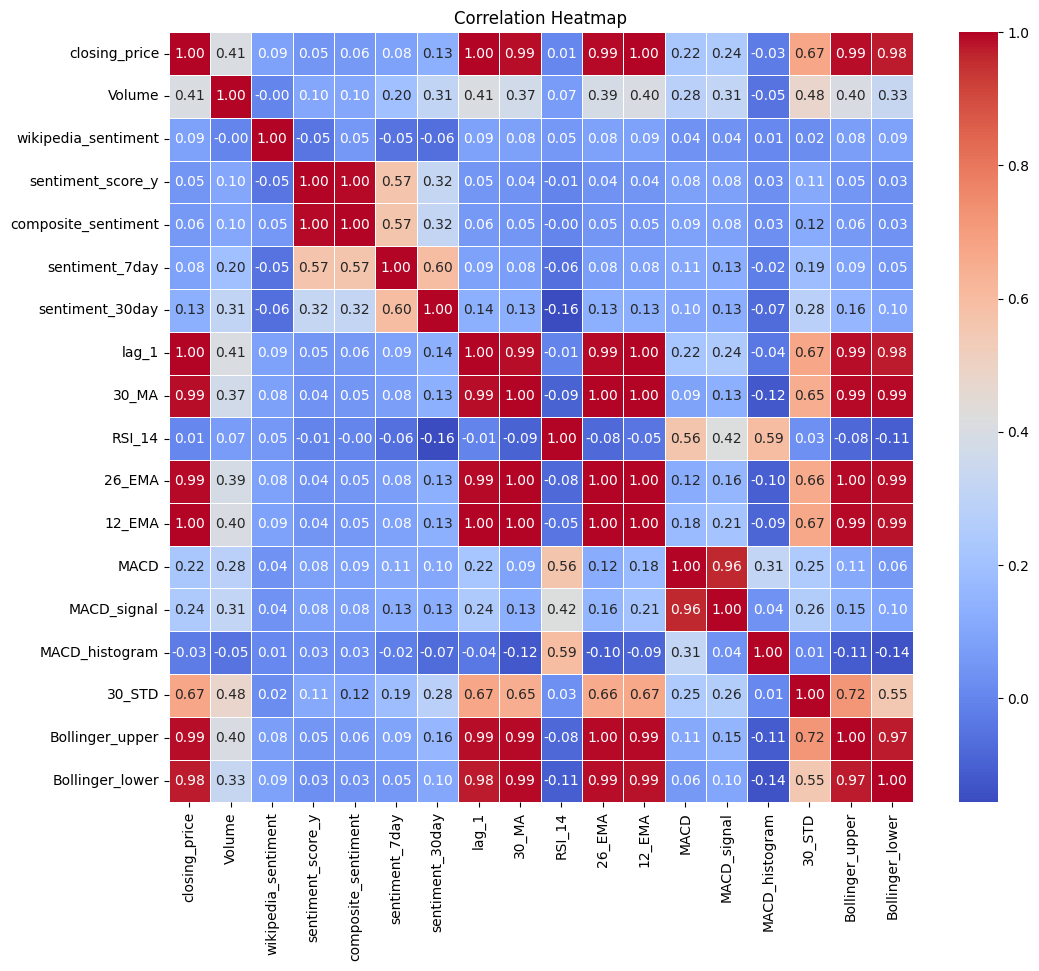 Correlation Heatmap
closing_price 1.00 0.41 0.09 0.05 0.06 0.08 0.13 1.00 0.99 0.01 0.99 1.00 0.22 0.24 -0.03 0.67 0.99 0.98
Volume 0.41 1.00 -0.00 0.10 0.10 0.20 0.31 0.41 0.37 0.07 0.39 0.40 0.28 0.31 -0.05 0.48 0.40 0.33
wikipedia_sentiment 0.09 -0.00 1.00 -0.05 0.05 -0.05 -0.06 0.09 0.08 0.05 0.08 0.09 0.04 0.04 0.01 0.02 0.08 0.09
sentiment_score_y 0.05 0.10 -0.05 1.00 1.00 0.57 0.32 0.05 0.04 -0.01 0.04 0.04 0.08 0.08 0.03 0.11 0.05 0.03
composite_sentiment 0.06 0.10 0.05 1.00 1.00 0.57 0.32 0.06 0.05 -0.00 0.05 0.05 0.09 0.08 0.03 0.12 0.06 0.03
sentiment_7day 0.08 0.20 -0.05 0.57 0.57 1.00 0.60 0.09 0.08 -0.06 0.08 0.08 0.11 0.13 -0.02 0.19 0.09 0.05
sentiment_30day 0.13 0.31 -0.06 0.32 0.32 0.60 1.00 0.14 0.13 -0.16 0.13 0.13 0.10 0.13 -0.07 0.28 0.16 0.10
lag_1 1.00 0.41 0.09 0.05 0.06 0.09 0.14 1.00 0.99 -0.01 0.99 1.00 0.22 0.24 -0.04 0.67 0.99 0.98
30_MA 0.99 0.37 0.08 0.04 0.05 0.08 0.13 0.99 1.00 -0.09 1.00 1.00 0.09 0.13 -0.12 0.65 0.99 0.99
RSI_14 0.01 0.07 0.05 -0.01 -0.00 -0.06 -0.16 -0.01 -0.09 1.00 -0.08 -0.05 0.56 0.42 0.59 0.03 -0.08 -0.11
26_EMA 0.99 0.39 0.08 0.04 0.05 0.08 0.13 0.99 1.00 -0.08 1.00 1.00 0.12 0.16 -0.10 0.66 1.00 0.99
12_EMA 1.00 0.40 0.09 0.04 0.05 0.08 0.13 1.00 1.00 -0.05 1.00 1.00 0.18 0.21 -0.09 0.67 0.99 0.99
MACD 0.22 0.28 0.04 0.08 0.09 0.11 0.10 0.22 0.09 0.56 0.12 0.18 1.00 0.96 0.31 0.25 0.11 0.06
MACD_signal 0.24 0.31 0.04 0.08 0.08 0.13 0.13 0.24 0.13 0.42 0.16 0.21 0.96 1.00 0.04 0.26 0.15 0.10
MACD_histogram -0.03 -0.05 0.01 0.03 0.03 -0.02 -0.07 -0.04 -0.12 0.59 -0.10 -0.09 0.31 0.04 1.00 0.01 -0.11 -0.14
30_STD 0.67 0.48 0.02 0.11 0.12 0.19 0.28 0.67 0.65 0.03 0.66 0.67 0.25 0.26 0.01 1.00 0.72 0.55
Bollinger_upper 0.99 0.40 0.08 0.05 0.06 0.09 0.16 0.99 0.99 -0.08 1.00 0.99 0.11 0.15 -0.11 0.72 1.00 0.97
Bollinger_lower 0.98 0.33 0.09 0.03 0.03 0.05 0.10 0.98 0.99 -0.11 0.99 0.99 0.06 0.10 -0.14 0.55 0.97 1.00
closing_price
Volume
wikipedia_sentiment
sentiment_score_y
composite_sentiment
sentiment_7day
sentiment_30day
lag_1
30_MA
RSI_14
26_EMA
12_EMA
MACD
MACD_signal
MACD_histogram
30_STD
Bollinger_upper
Bollinger_lower
1.0
0.8
0.6
0.4
0.2
0.0